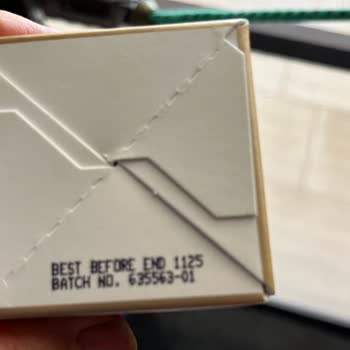 BEST BEFORE END 1125
BATCH NO. 635563-01